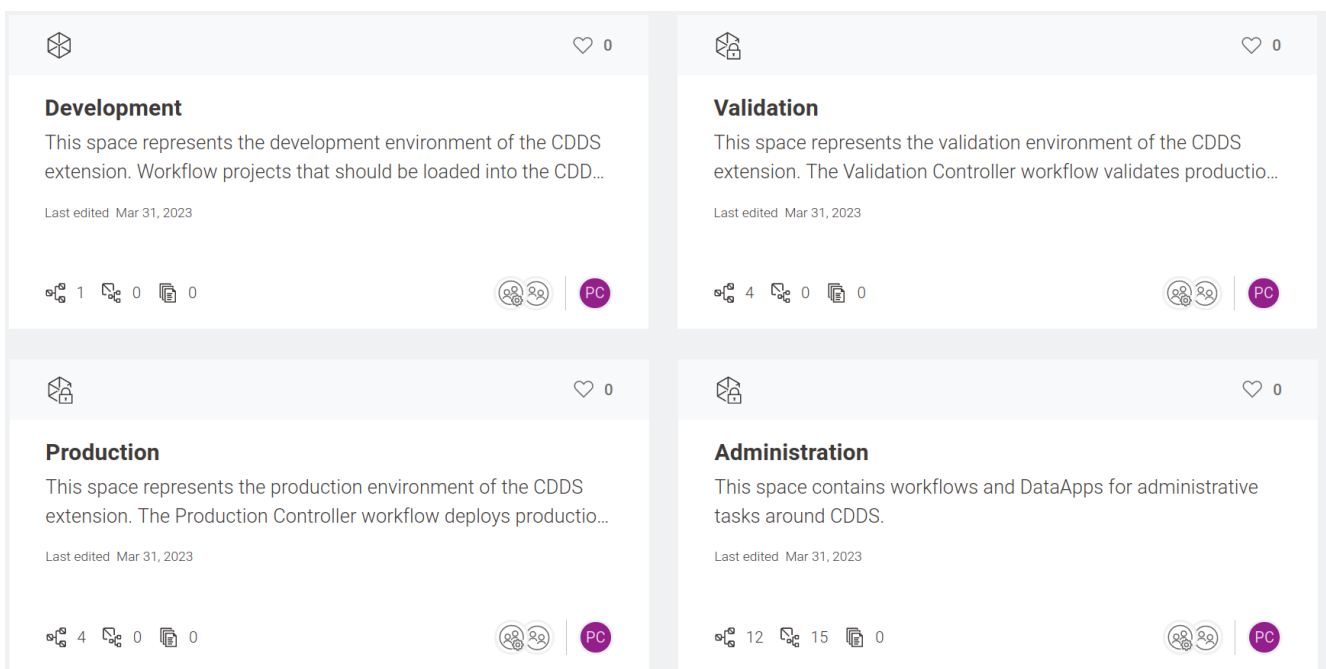 0
Development
This space represents the development environment of the CDDS
extension. Workflow projects that should be loaded into the CDD...
Last edited Mar 31, 2023
1 0 0
PC
0
Validation
This space represents the validation environment of the CDDS
extension. The Validation Controller workflow validates productio...
Last edited Mar 31, 2023
4 0 0
PC
0
Production
This space represents the production environment of the CDDS
extension. The Production Controller workflow deploys productio...
Last edited Mar 31, 2023
4 0 0
PC
0
Administration
This space contains workflows and DataApps for administrative
tasks around CDDS.
Last edited Mar 31, 2023
12 15 0
PC